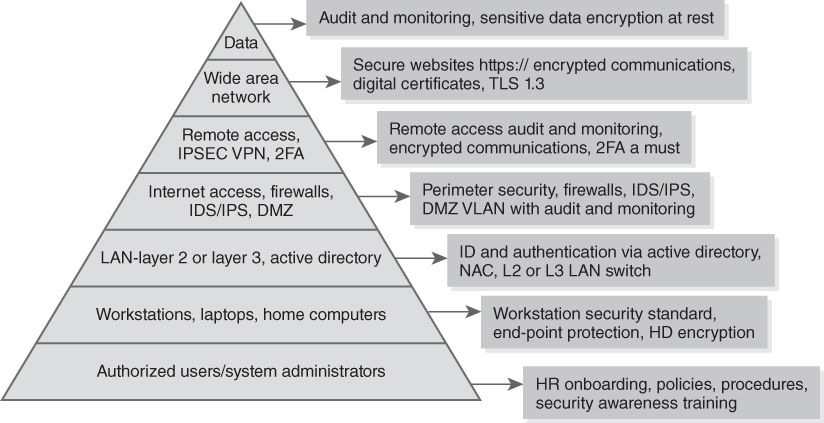 Data
Audit and monitoring, sensitive data encryption at rest
Wide area
network
Secure websites https:// encrypted communications,
digital certificates, TLS 1.3
Remote access,
IPSEC VPN, 2FA
Remote access audit and monitoring,
encrypted communications, 2FA a must
Internet access, firewalls,
IDS/IPS, DMZ
Perimeter security, firewalls, IDS/IPS,
DMZ VLAN with audit and monitoring
LAN-layer 2 or layer 3, active directory
ID and authentication via active directory,
NAC, L2 or L3 LAN switch
Workstations, laptops, home computers
Workstation security standard,
end-point protection, HD encryption
Authorized users/system administrators
HR onboarding, policies, procedures,
security awareness training